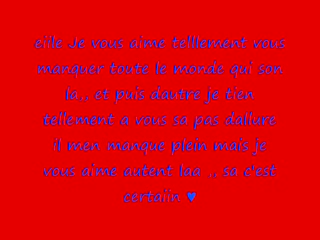 eiile Je vous aime telllement vous
manquer toute le monde qui son
la,, et puis dautre je tien
tellement a vous sa pas dallure
il men manque plein mais je
vous aime autent laa ,, sa c'est
certaiin ♥